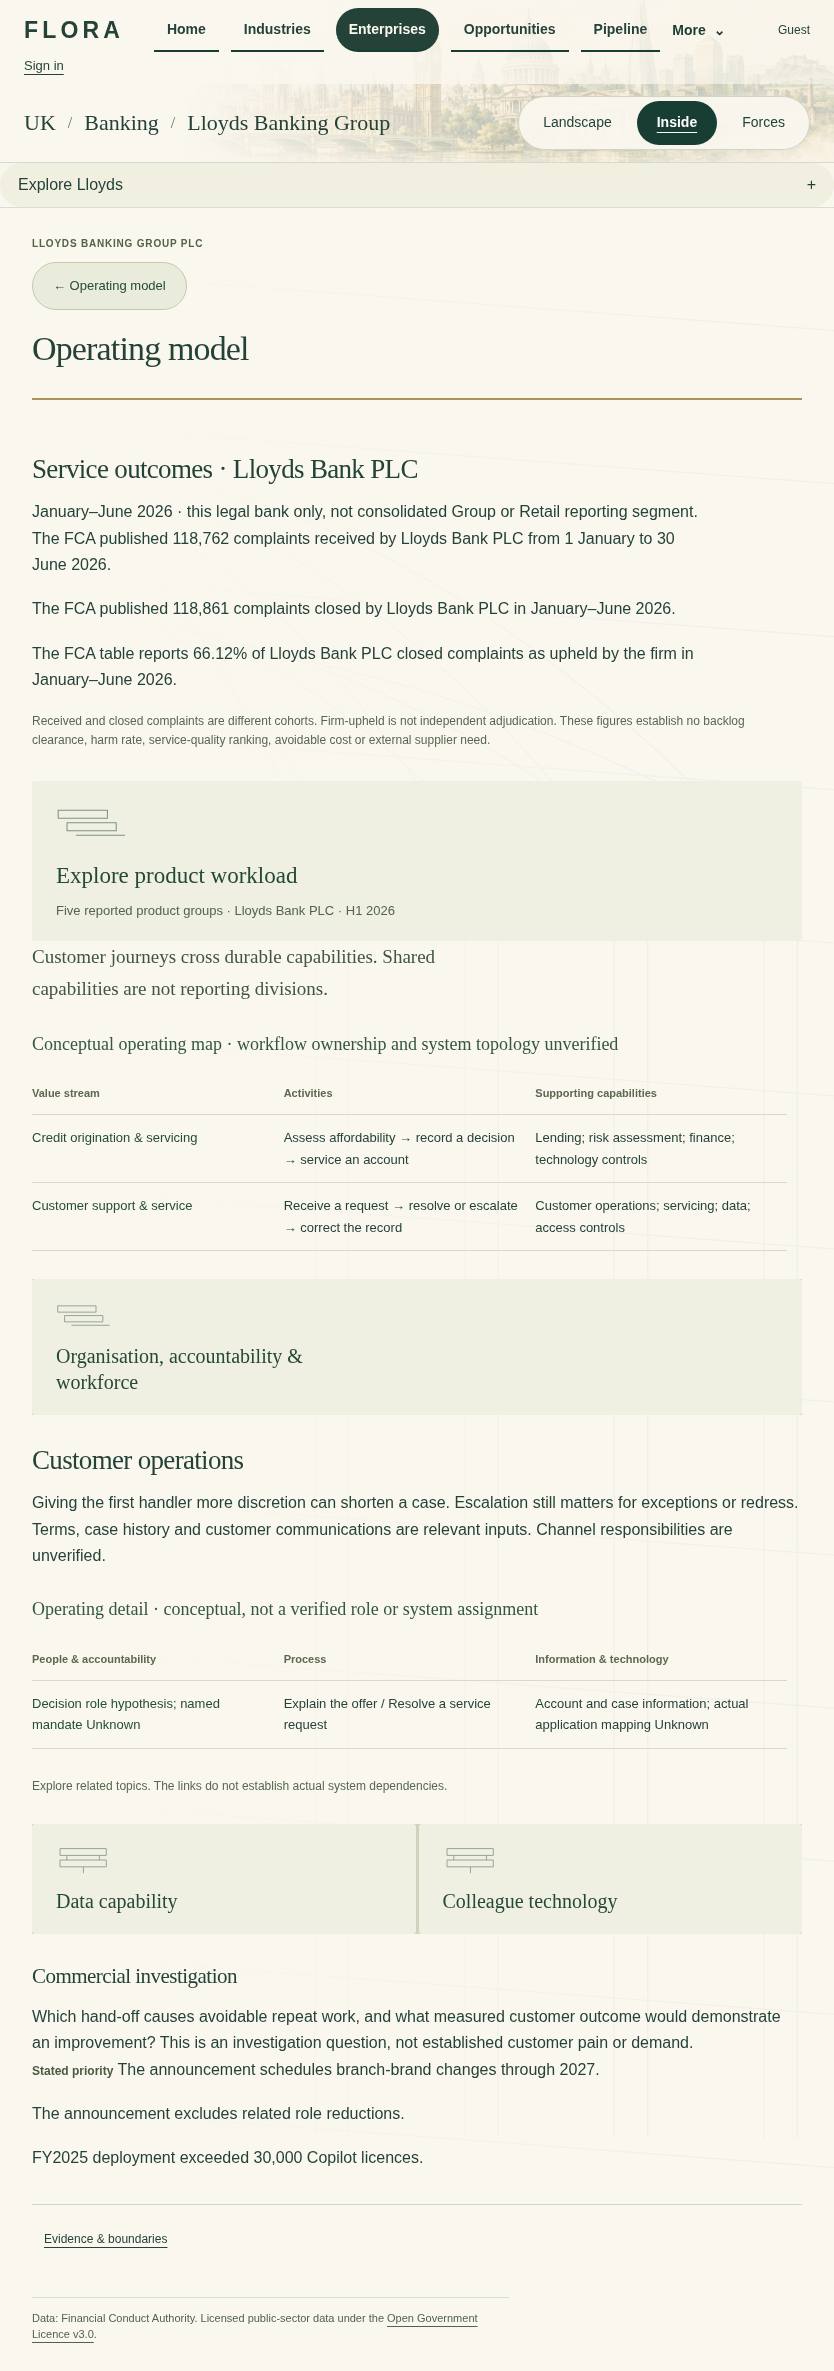 FLORA
Home
Industries
Enterprises
Opportunities
Pipeline
More
Guest
Sign in
UK / Banking / Lloyds Banking Group
Landscape
Inside
Forces
Explore Lloyds +
LLOYDS BANKING GROUP PLC
← Operating model
Operating model
Service outcomes · Lloyds Bank PLC
January–June 2026 · this legal bank only, not consolidated Group or Retail reporting segment.
The FCA published 118,762 complaints received by Lloyds Bank PLC from 1 January to 30
June 2026.
The FCA published 118,861 complaints closed by Lloyds Bank PLC in January–June 2026.
The FCA table reports 66.12% of Lloyds Bank PLC closed complaints as upheld by the firm in
January–June 2026.
Received and closed complaints are different cohorts. Firm-upheld is not independent adjudication. These figures establish no backlog
clearance, harm rate, service-quality ranking, avoidable cost or external supplier need.
Explore product workload
Five reported product groups · Lloyds Bank PLC · H1 2026
Customer journeys cross durable capabilities. Shared
capabilities are not reporting divisions.
Conceptual operating map · workflow ownership and system topology unverified
Value stream
Activities
Supporting capabilities
Credit origination & servicing
Assess affordability → record a decision
→ service an account
Lending; risk assessment; finance;
technology controls
Customer support & service
Receive a request → resolve or escalate
→ correct the record
Customer operations; servicing; data;
access controls
Organisation, accountability &
workforce
Customer operations
Giving the first handler more discretion can shorten a case. Escalation still matters for exceptions or redress.
Terms, case history and customer communications are relevant inputs. Channel responsibilities are
unverified.
Operating detail · conceptual, not a verified role or system assignment
People & accountability
Process
Information & technology
Decision role hypothesis; named
mandate Unknown
Explain the offer / Resolve a service
request
Account and case information; actual
application mapping Unknown
Explore related topics. The links do not establish actual system dependencies.
Data capability
Colleague technology
Commercial investigation
Which hand-off causes avoidable repeat work, and what measured customer outcome would demonstrate
an improvement? This is an investigation question, not established customer pain or demand.
Stated priority The announcement schedules branch-brand changes through 2027.
The announcement excludes related role reductions.
FY2025 deployment exceeded 30,000 Copilot licences.
Evidence & boundaries
Data: Financial Conduct Authority. Licensed public-sector data under the Open Government
Licence v3.0.